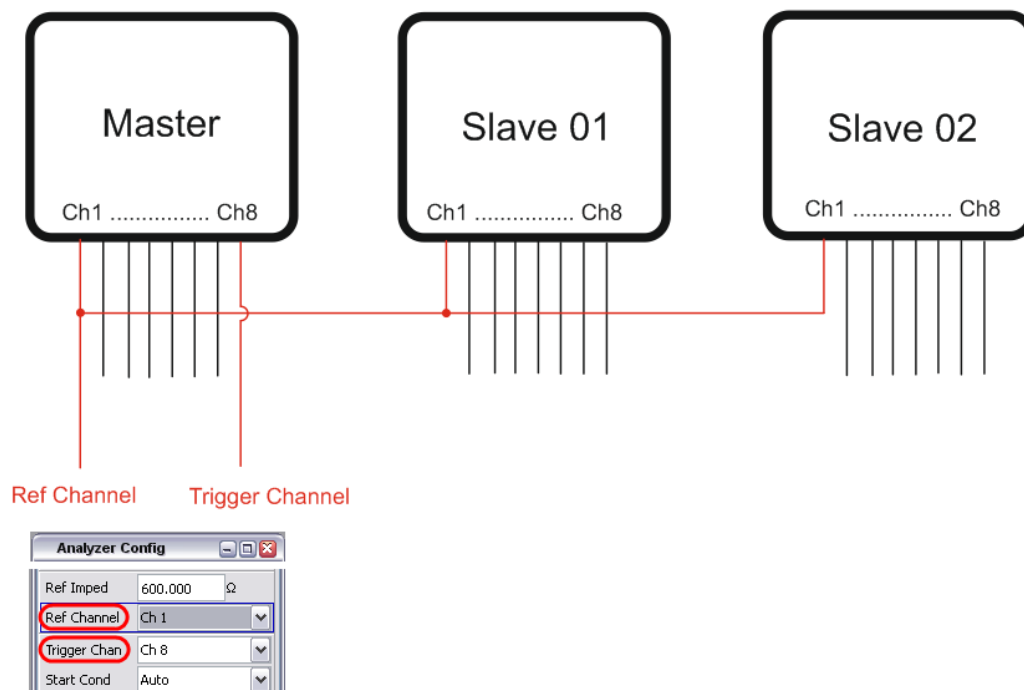 Master
Slave 01
Slave 02
Ch1 ................ Ch8
Ch1 ................ Ch8
Ch1 ................ Ch8
Ref Channel
Trigger Channel
Analyzer Config
Ref Imped 600.000 Ω
Ref Channel Ch 1
Trigger Chan Ch 8
Start Cond Auto